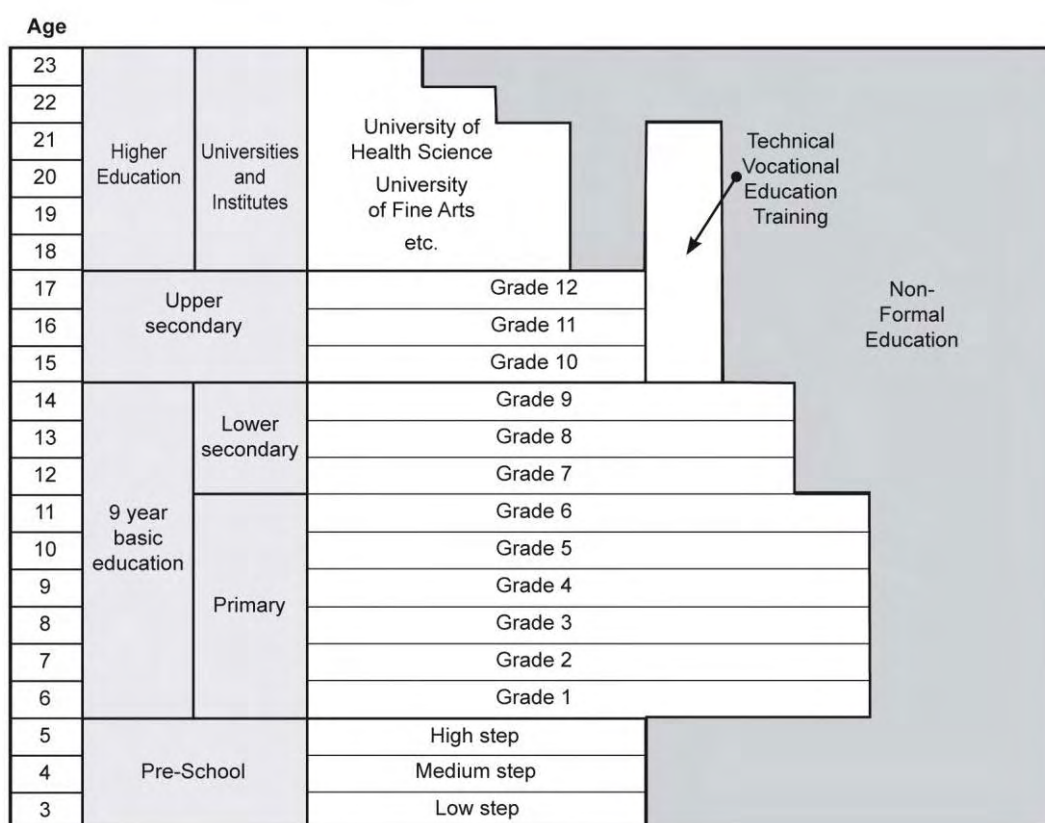 Age
23
22
21
20
19
18
17
16
15
14
13
12
11
10
9
8
7
6
5
4
3
Higher
Education
Universities
and
Institutes
University of
Health Science
University
of Fine Arts
etc.
Technical
Vocational
Education
Training
Non-
Formal
Education
Upper
secondary
Grade 12
Grade 11
Grade 10
9 year
basic
education
Lower
secondary
Grade 9
Grade 8
Grade 7
Primary
Grade 6
Grade 5
Grade 4
Grade 3
Grade 2
Grade 1
Pre-School
High step
Medium step
Low step